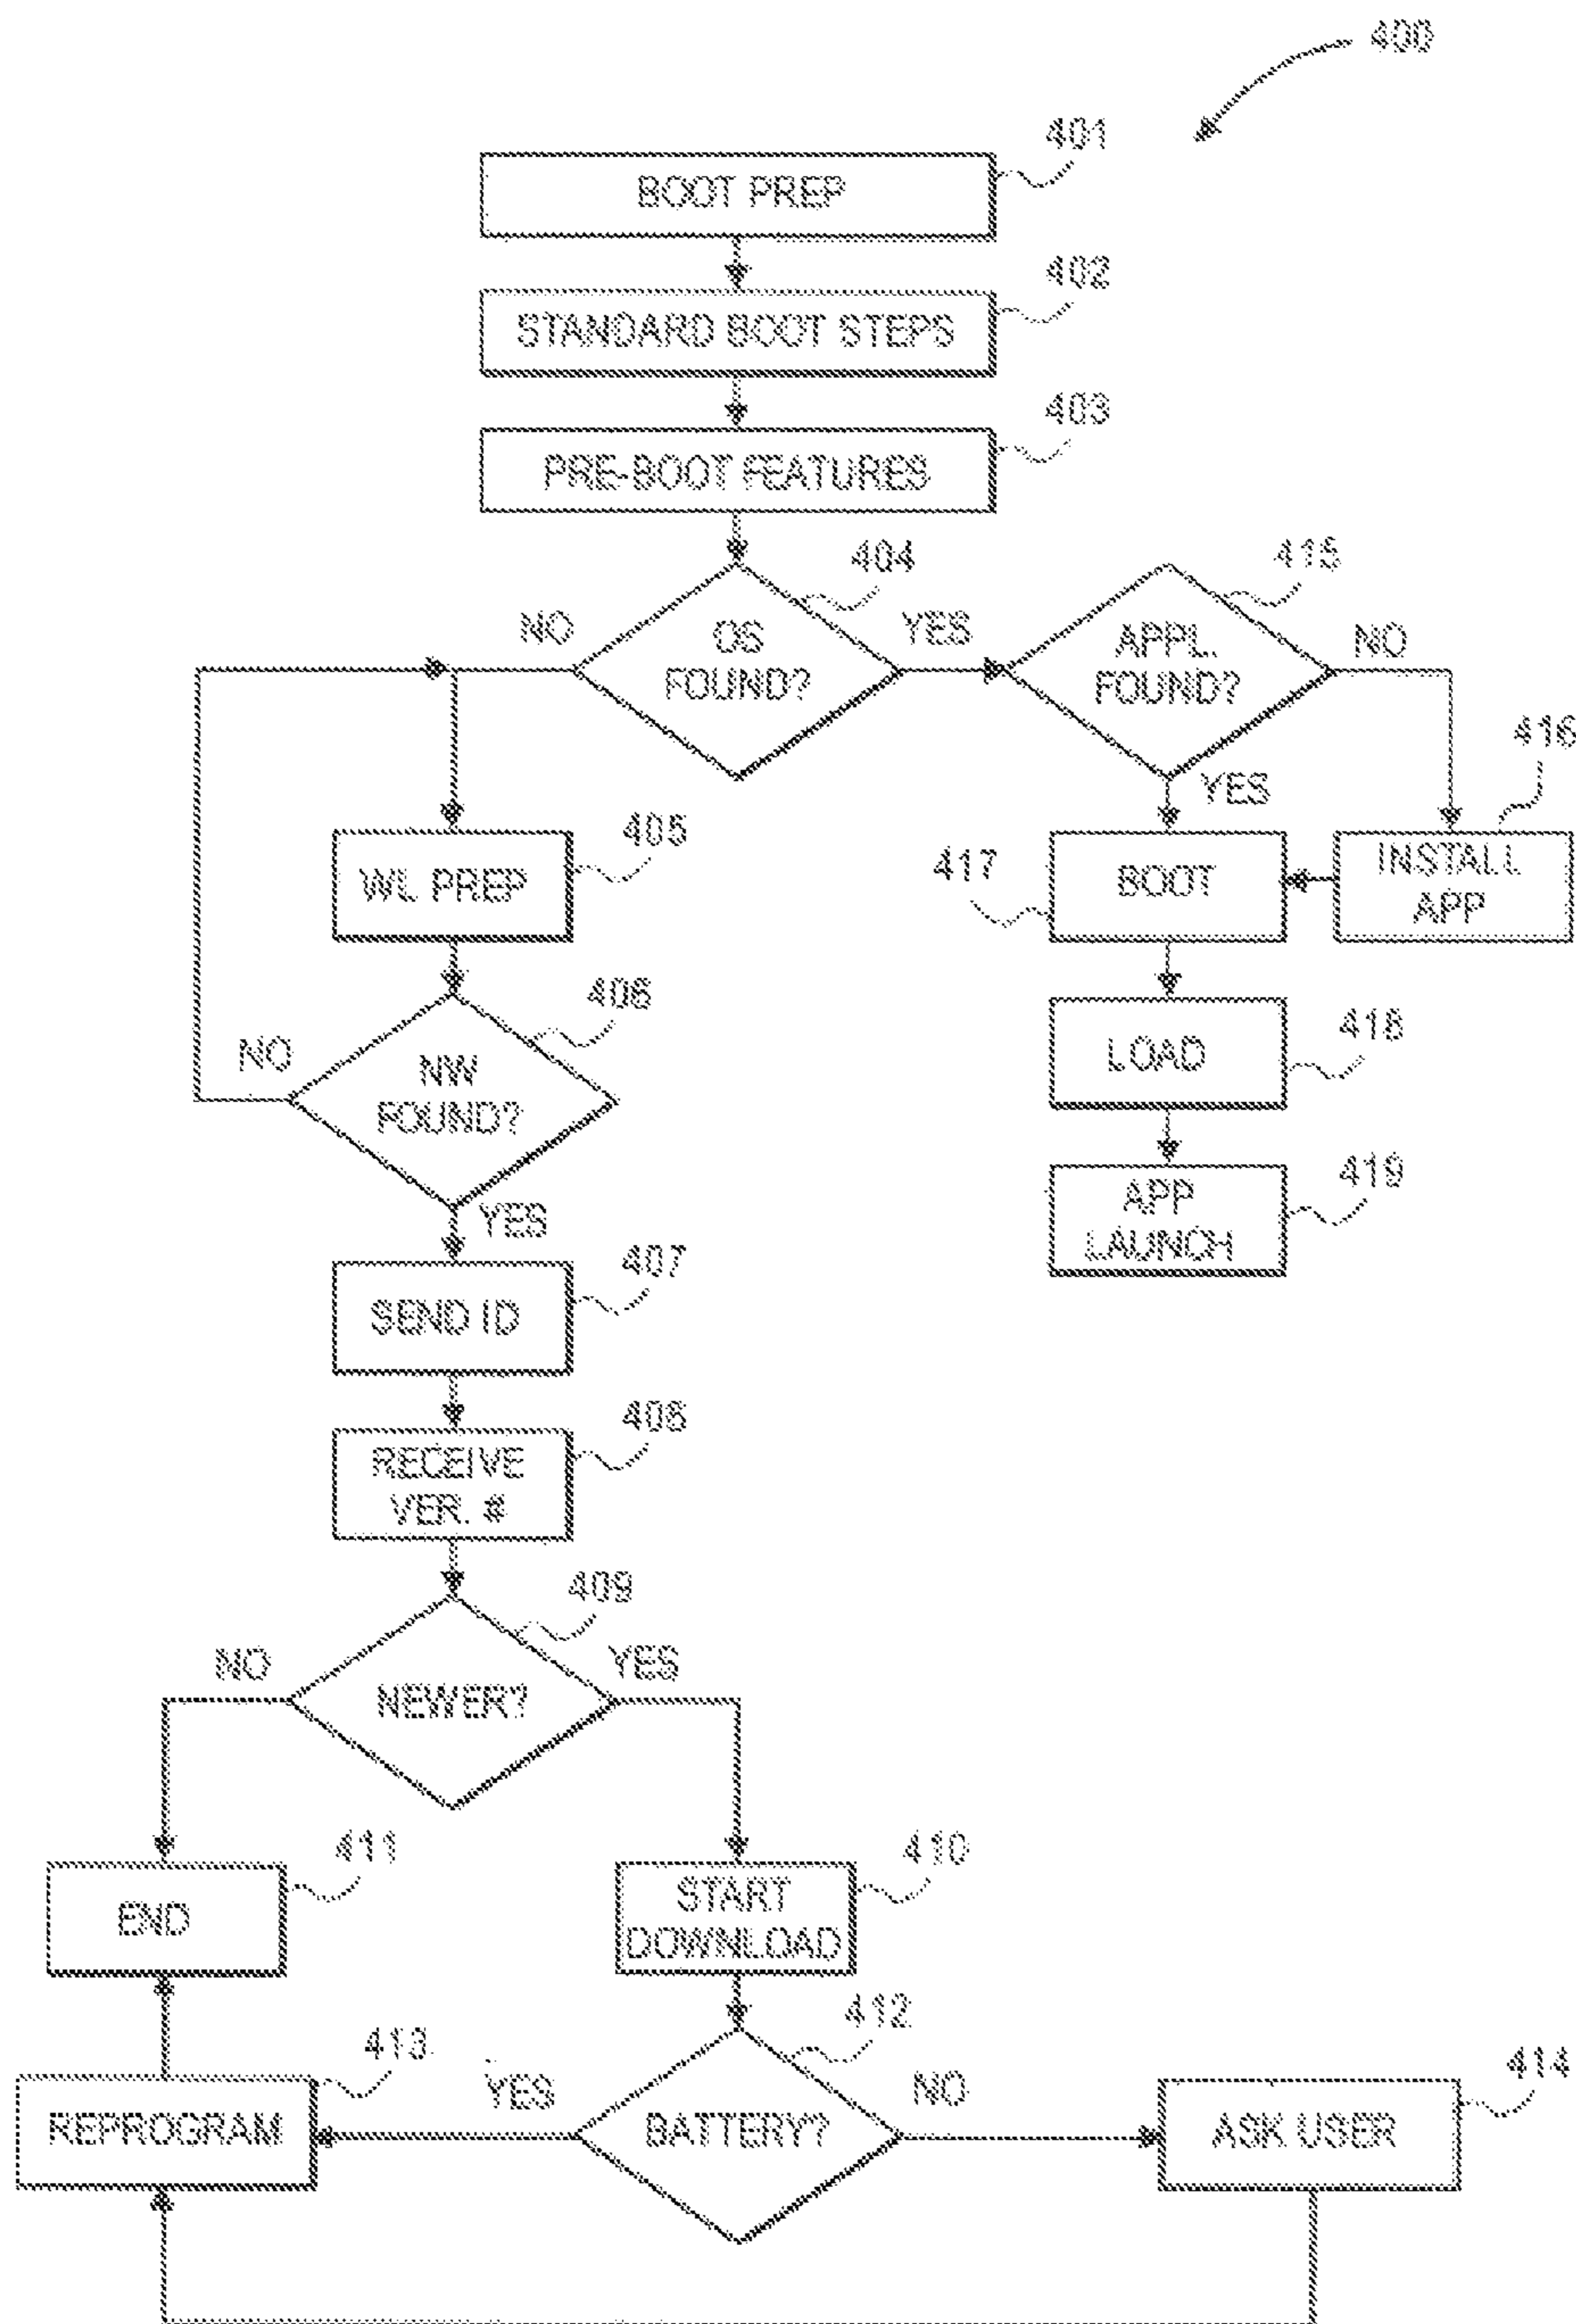 400
401
BOOT PREP
402
STANDARD BOOT STEPS
403
PRE-BOOT FEATURES
404
415
NO
OS
FOUND?
YES
APPL.
FOUND?
NO
416
YES
405
WL PREP
417
BOOT
INSTALL
APP
406
NW
FOUND?
NO
LOAD
418
YES
APP
LAUNCH
419
407
SEND ID
408
RECEIVE
VER. #
409
NO
NEWER?
YES
411
END
410
START
DOWNLOAD
412
413
REPROGRAM
YES
BATTERY?
NO
414
ASK USER